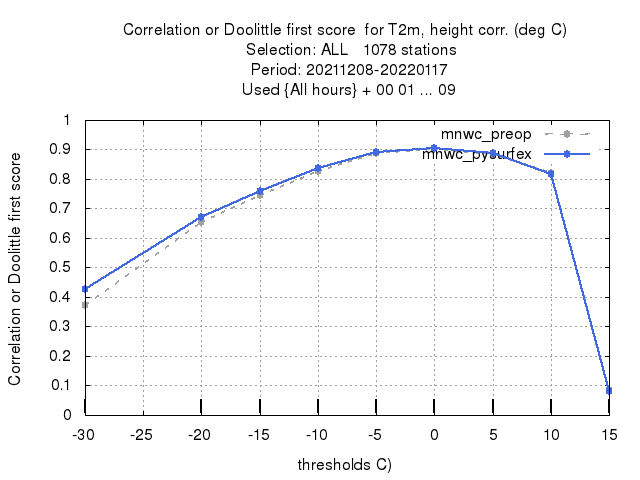 Correlation or Doolittle first score  for T2m, height corr. (deg C)
Selection: ALL   1078 stations
Period: 20211208-20220117
Used {All hours} + 00 01 ... 09
Correlation or Doolittle first score
1
0.9
0.8
0.7
0.6
0.5
0.4
0.3
0.2
0.1
0
mnwc_preop
mnwc_pysurfex
-30 -25 -20 -15 -10 -5 0 5 10 15
thresholds C)